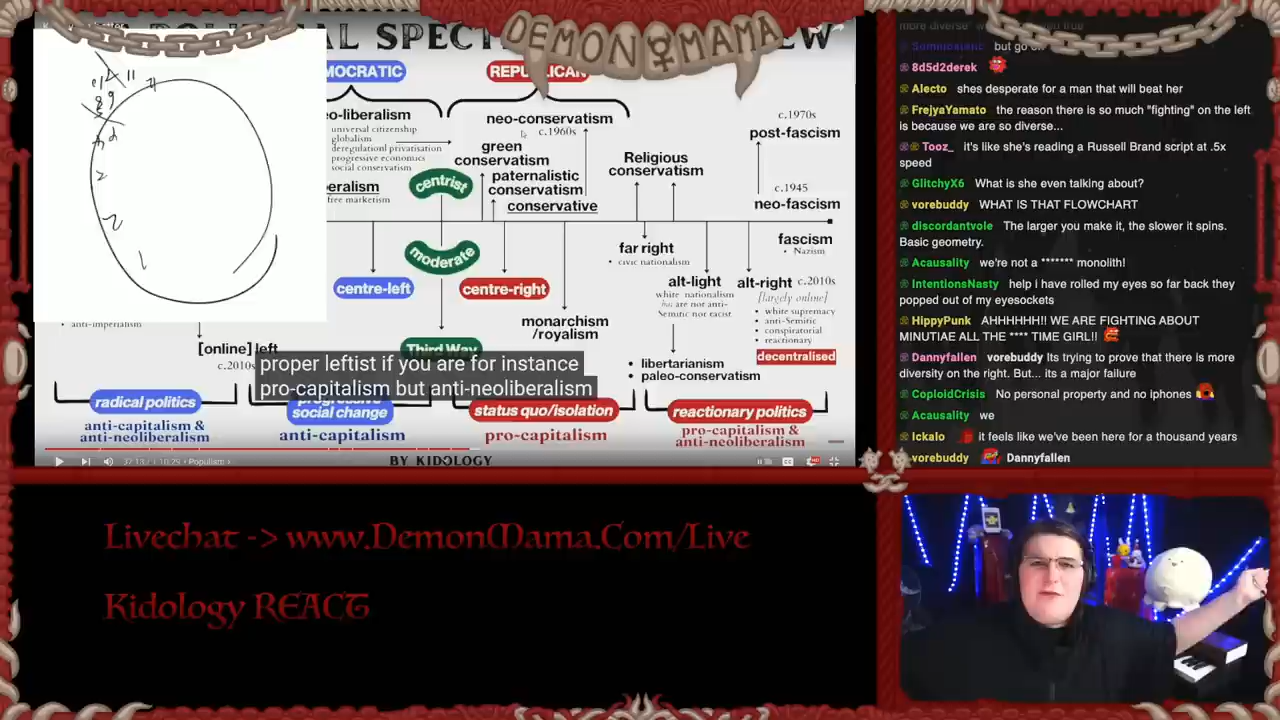 AL SPECT
EW
DEMON MAMA
MOCRATIC
REPUBLICAN
eo-liberalism
universal citizenship
globalism
deregulationl privatisation
progressive economics
social conservatism
eralism
free marketism
centrist
neo-conservatism
c.1960s
green
conservatism
paternalistic
conservatism
conservative
Religious
conservatism
c.1970s
post-fascism
c.1945
neo-fascism
fascism
• Nazism
moderate
centre-left
centre-right
far right
• civic nationalism
alt-light
white nationalism
but are not anti-
Semitic nor racist
alt-right c.2010s
[largely online]
• white supremacy
• anti-Semitic
• conspiratorial
• reactionary
decentralised
monarchism
/royalism
• anti-imperialism
[online] left
c.2010s
Third Way
• libertarianism
• paleo-conservatism
proper leftist if you are for instance
pro-capitalism but anti-neoliberalism
radical politics
anti-capitalism &
anti-neoliberalism
progressive
social change
anti-capitalism
status quo/isolation
pro-capitalism
reactionary politics
pro-capitalism &
anti-neoliberalism
• Populism ›
BY KIDOLOGY
but go on
8d5d2derek
Alecto shes desperate for a man that will beat her
FrejyaYamato the reason there is so much "fighting" on the
left is because we are so diverse...
Tooz_ it's like she's reading a Russell Brand script at .5x
speed
GlitchyX6 What is she even talking about?
vorebuddy WHAT IS THAT FLOWCHART
discordantvole The larger you make it, the slower it spins.
Basic geometry.
Acausality we're not a ******* monolith!
IntentionsNasty help i have rolled my eyes so far back they
popped out of my eyesockets
HippyPunk AHHHHHH!! WE ARE FIGHTING ABOUT
MINUTIAE ALL THE **** TIME GIRL!!
Dannyfallen vorebuddy Its trying to prove that there is more
diversity on the right. But... its a major failure
CoploidCrisis No personal property and no iphones
Acausality we
Ickalo it feels like we've been here for a thousand years
vorebuddy Dannyfallen
Livechat -> www.DemonMama.Com/Live
Kidology REACT